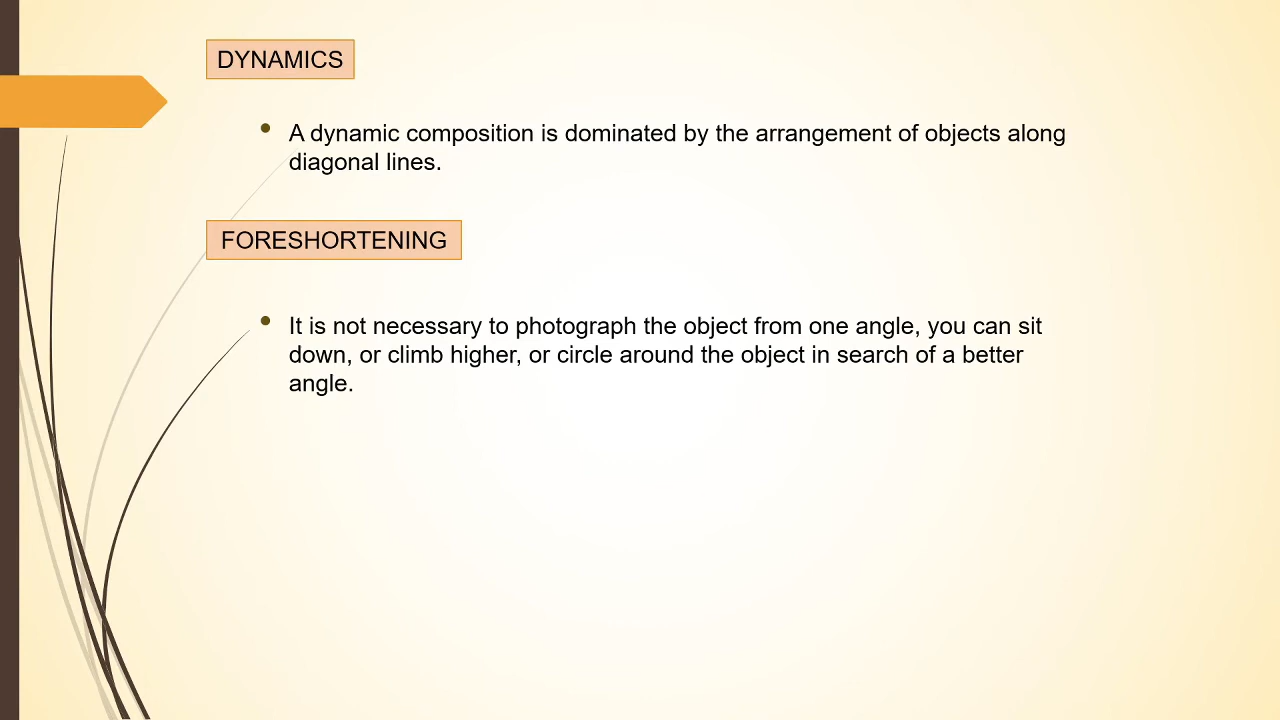 DYNAMICS
A dynamic composition is dominated by the arrangement of objects along
diagonal lines.
FORESHORTENING
It is not necessary to photograph the object from one angle, you can sit
down, or climb higher, or circle around the object in search of a better
angle.